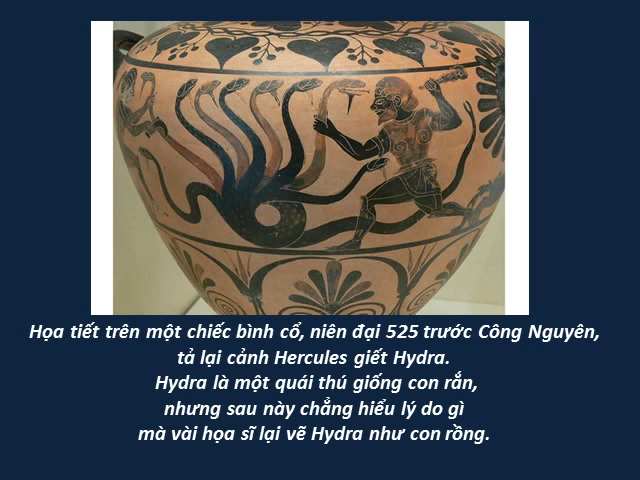 Họa tiết trên một chiếc bình cổ, niên đại 525 trước Công Nguyên,
tả lại cảnh Hercules giết Hydra.
Hydra là một quái thú giống con rắn,
nhưng sau này chẳng hiểu lý do gì
mà vài họa sĩ lại vẽ Hydra như con rồng.